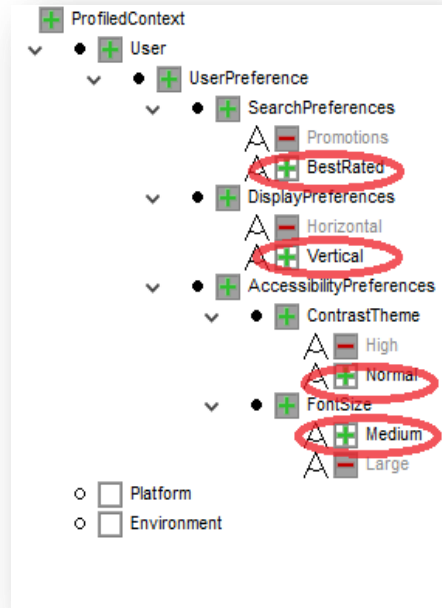 ProfiledContext
User
UserPreference
SearchPreferences
Promotions
BestRated
DisplayPreferences
Horizontal
Vertical
AccessibilityPreferences
ContrastTheme
High
Normal
FontSize
Medium
Large
Platform
Environment